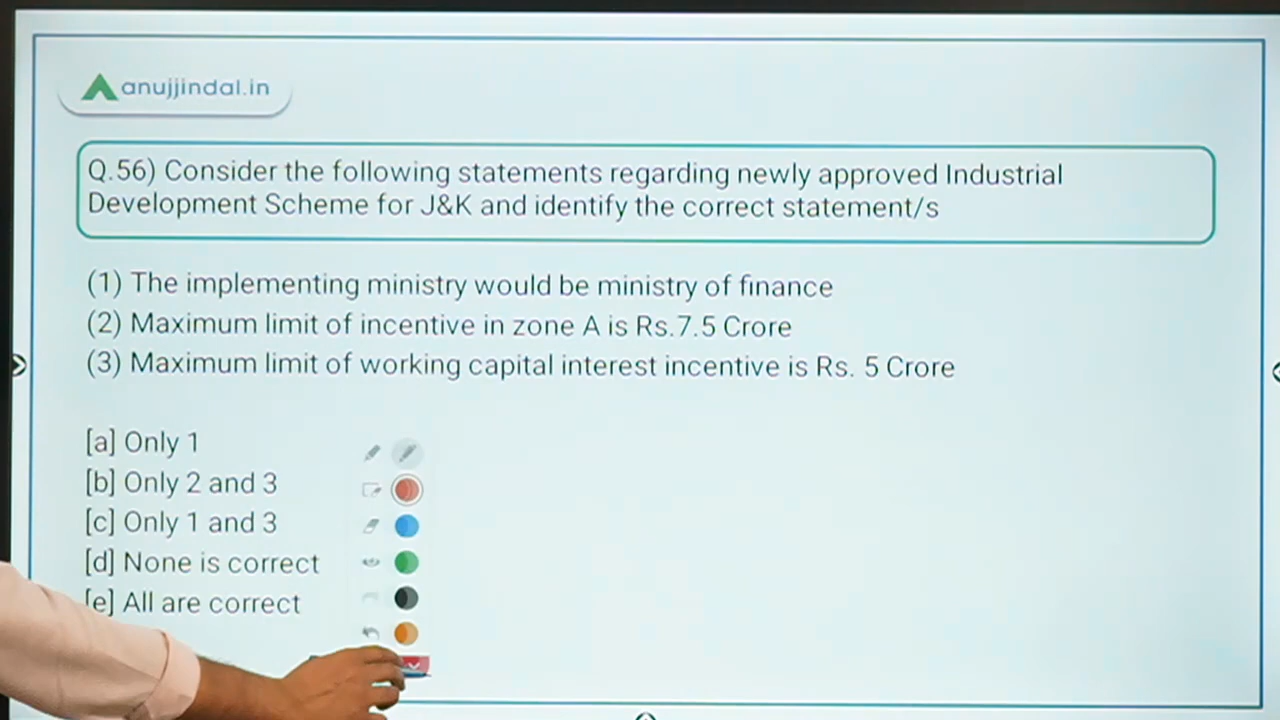 anujjindal.in
Q.56) Consider the following statements regarding newly approved Industrial
Development Scheme for J&K and identify the correct statement/s
(1) The implementing ministry would be ministry of finance
(2) Maximum limit of incentive in zone A is Rs.7.5 Crore
(3) Maximum limit of working capital interest incentive is Rs. 5 Crore
[a] Only 1
[b] Only 2 and 3
[c] Only 1 and 3
[d] None is correct
[e] All are correct